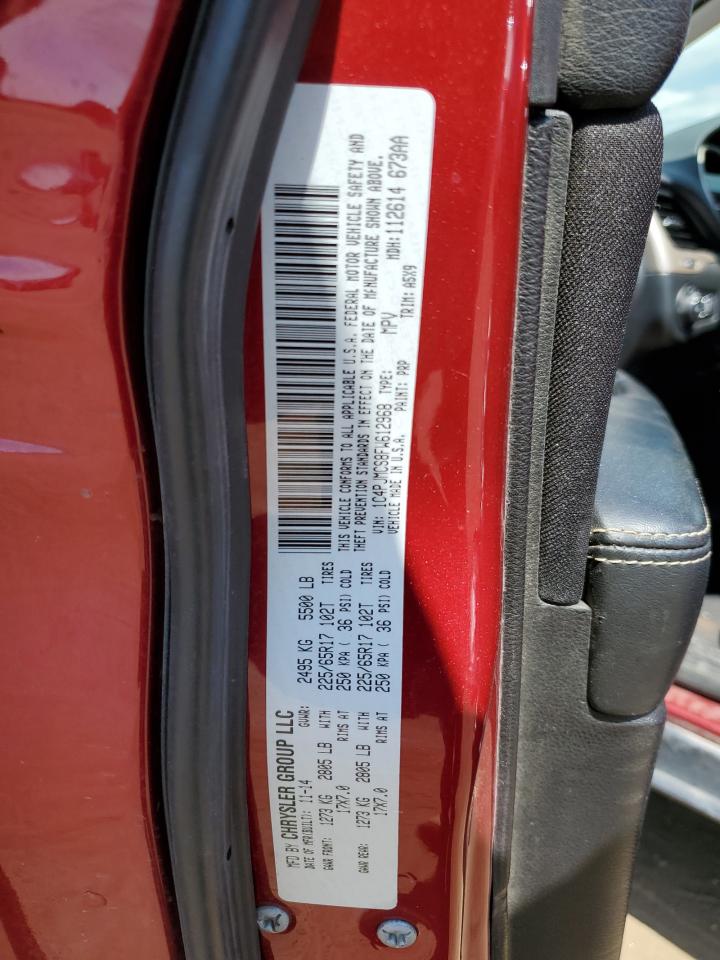 MFD BY CHRYSLER GROUP LLC
DATE OF MFR(BUILT): 11-14 GVWR: 2495 KG 5500 LB
GAWR FRONT: 1273 KG 2805 LB WITH 225/65R17 102T TIRES
17X7.0 RIMS AT 250 KPA ( 36 PSI) COLD
GAWR REAR: 1273 KG 2805 LB WITH 225/65R17 102T TIRES
17X7.0 RIMS AT 250 KPA ( 36 PSI) COLD
THIS VEHICLE CONFORMS TO ALL APPLICABLE U.S.A. FEDERAL MOTOR VEHICLE SAFETY AND
THEFT PREVENTION STANDARDS IN EFFECT ON THE DATE OF MANUFACTURE SHOWN ABOVE.
VIN: 1C4PJMCS8FW612968 TYPE: MPV MDH: 112614 673AA
VEHICLE MADE IN U.S.A. PAINT: PRP TRIM: A5X9